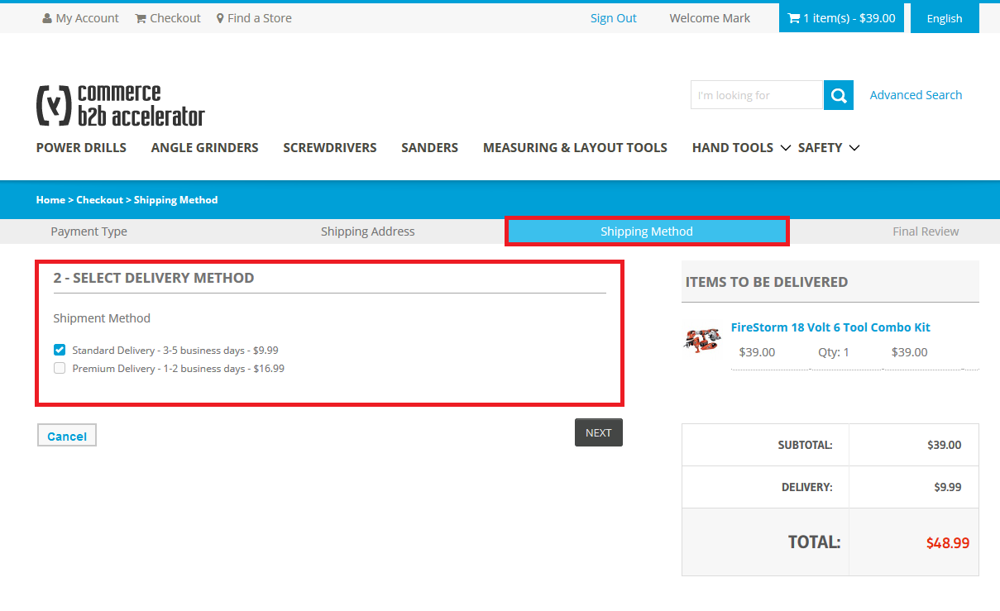 My Account Checkout Find a Store Sign Out Welcome Mark 1 item(s) - $39.00 English
commerce
b2b accelerator
I'm looking for Advanced Search
POWER DRILLS ANGLE GRINDERS SCREWDRIVERS SANDERS MEASURING & LAYOUT TOOLS HAND TOOLS SAFETY
Home > Checkout > Shipping Method
Payment Type Shipping Address Shipping Method Final Review
2 - SELECT DELIVERY METHOD
Shipment Method
Standard Delivery - 3-5 business days - $9.99
Premium Delivery - 1-2 business days - $16.99
Cancel
NEXT
ITEMS TO BE DELIVERED
FireStorm 18 Volt 6 Tool Combo Kit
$39.00 Qty: 1 $39.00
SUBTOTAL: $39.00
DELIVERY: $9.99
TOTAL: $48.99